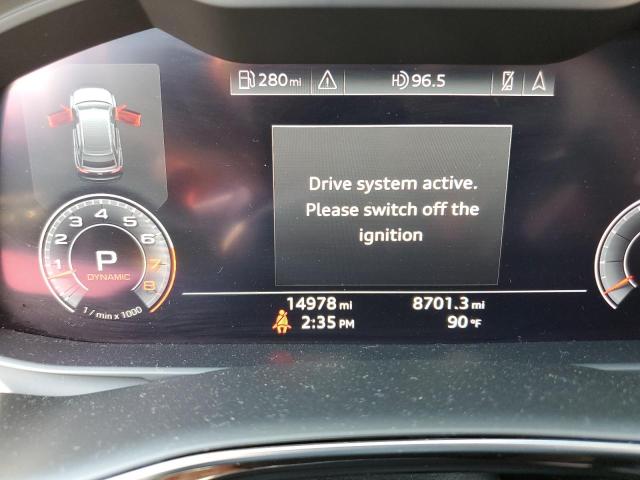 280 mi HD 96.5
Drive system active.
Please switch off the
ignition
1 2 3 4 5 6 7 8
P
DYNAMIC
1 / min x 1000
14978 mi 8701.3 mi
2:35 PM 90 °F